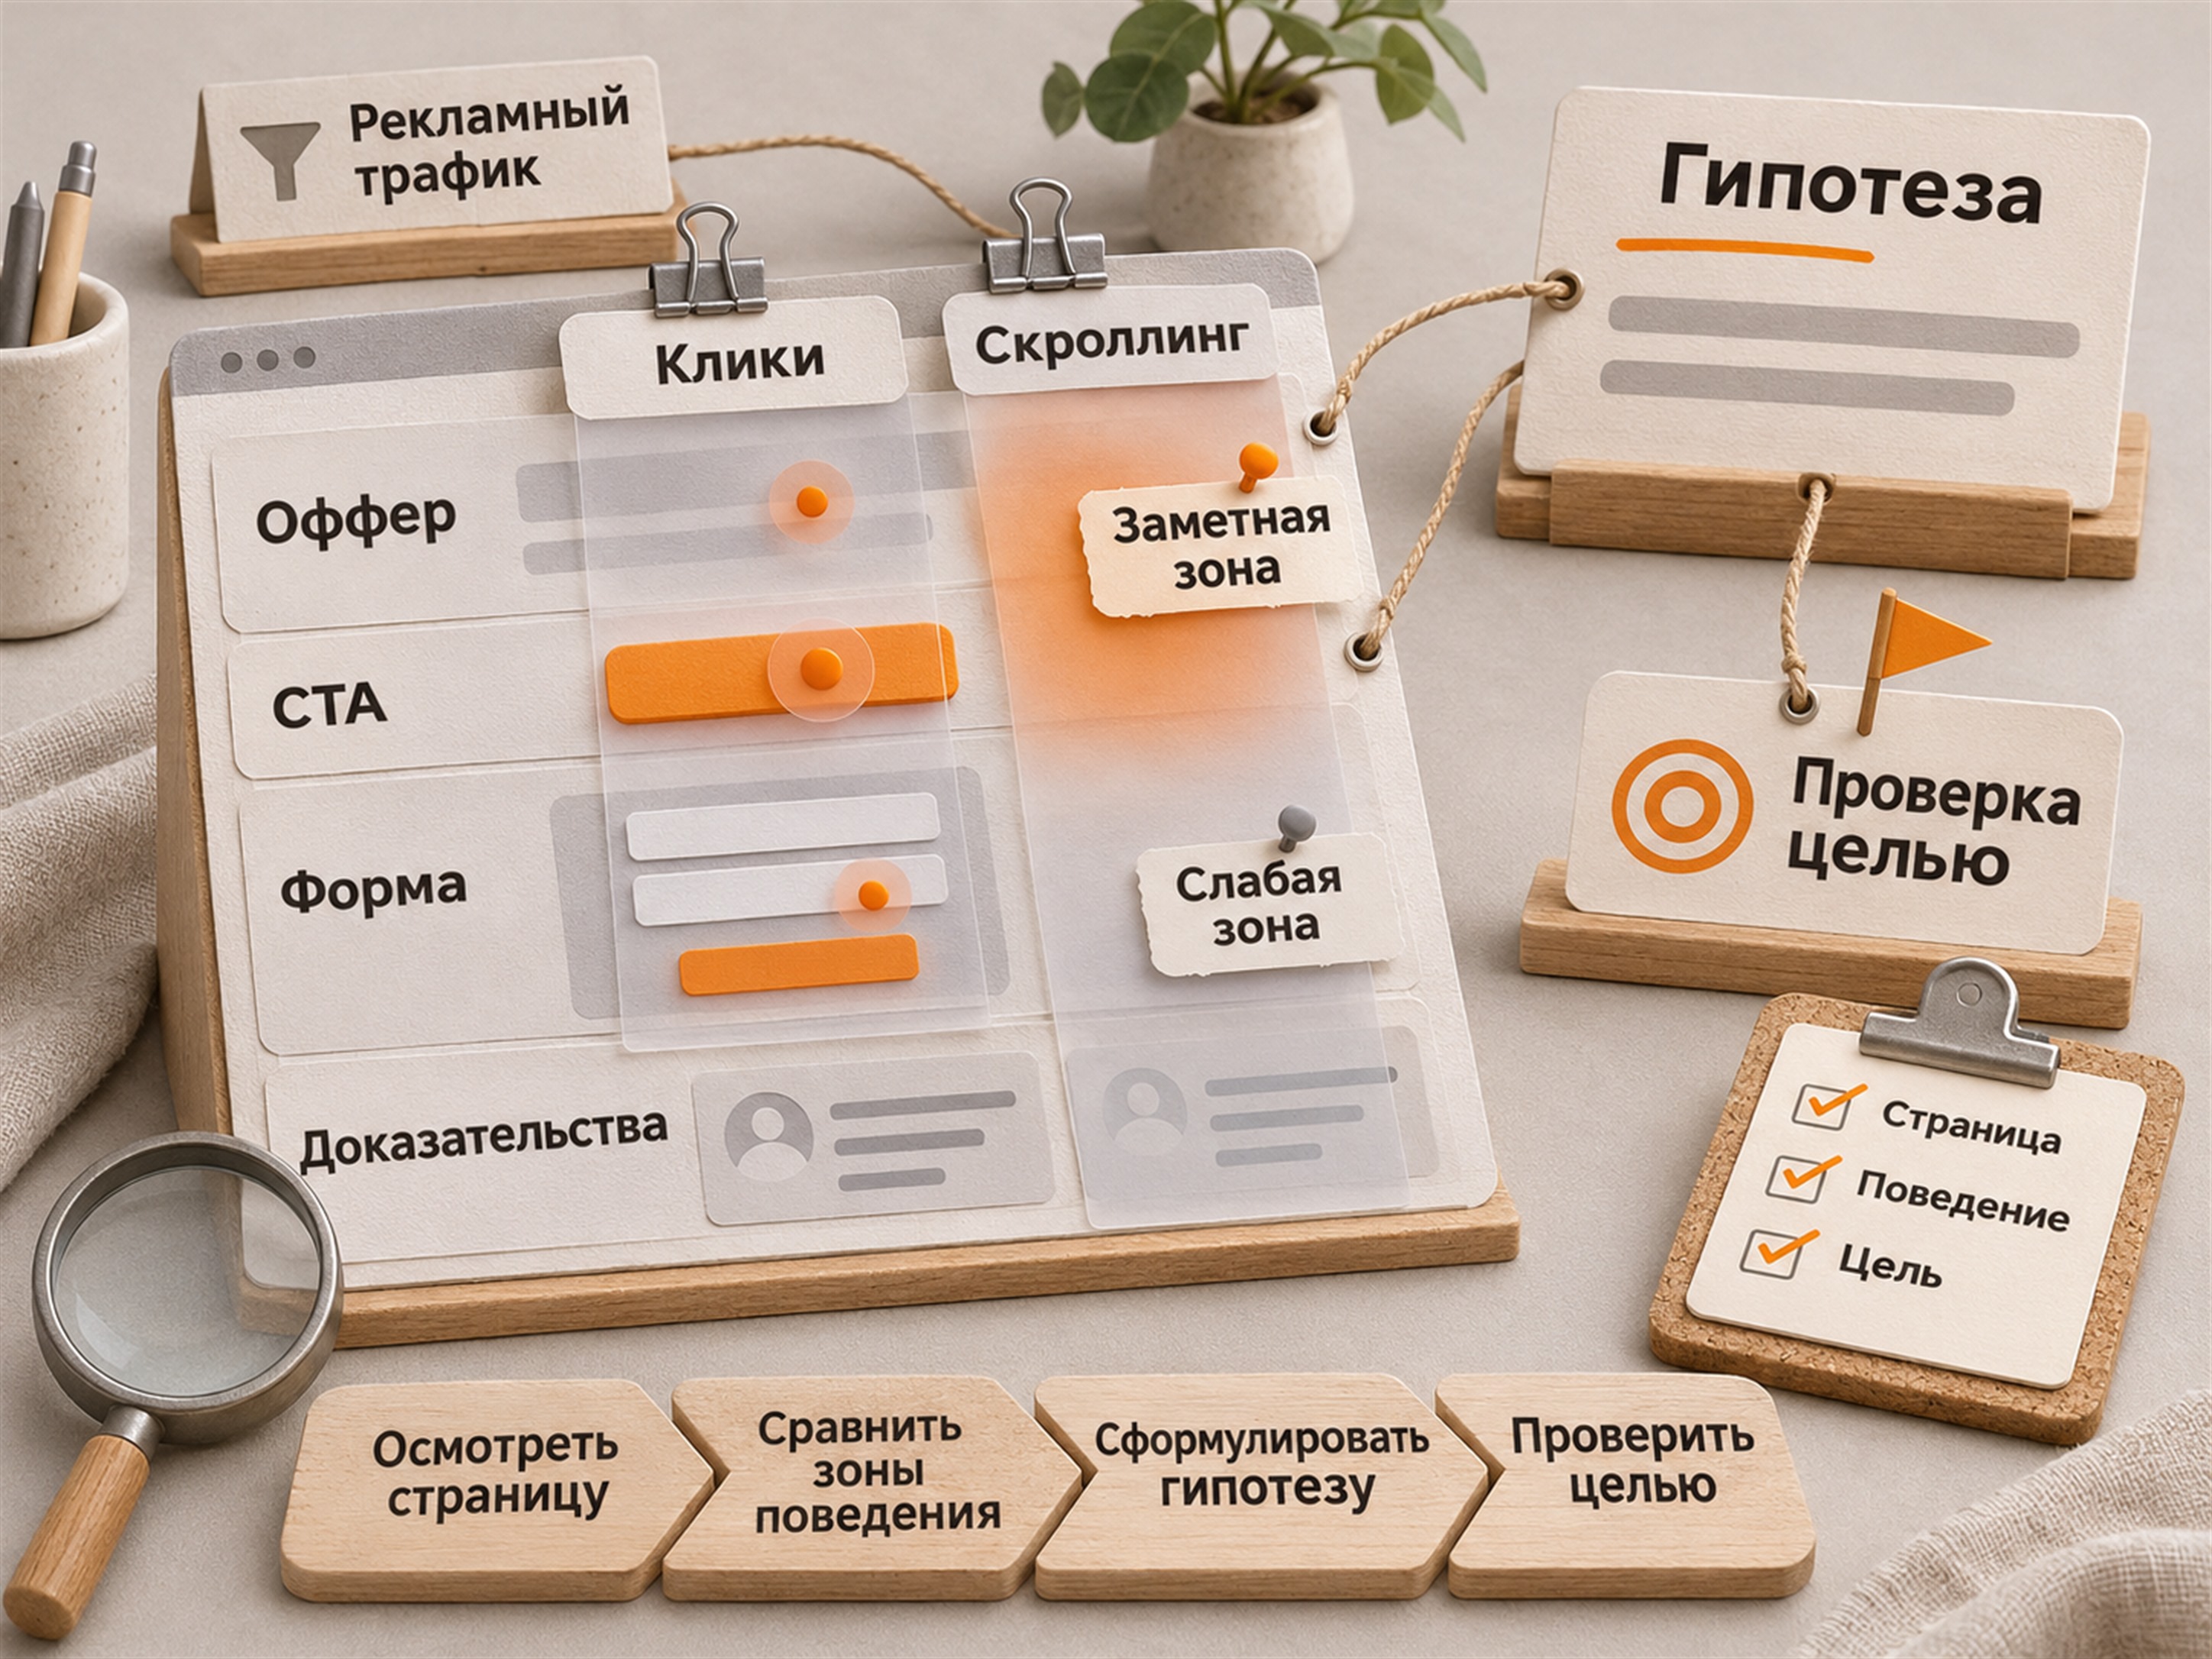 Рекламный
трафик
Гипотеза
Клики
Скроллинг
Оффер
Заметная
зона
СТА
Форма
Слабая
зона
Проверка
целью
Доказательства
Страница
Поведение
Цель
Осмотреть
страницу
Сравнить
зоны
поведения
Сформулировать
гипотезу
Проверить
целью